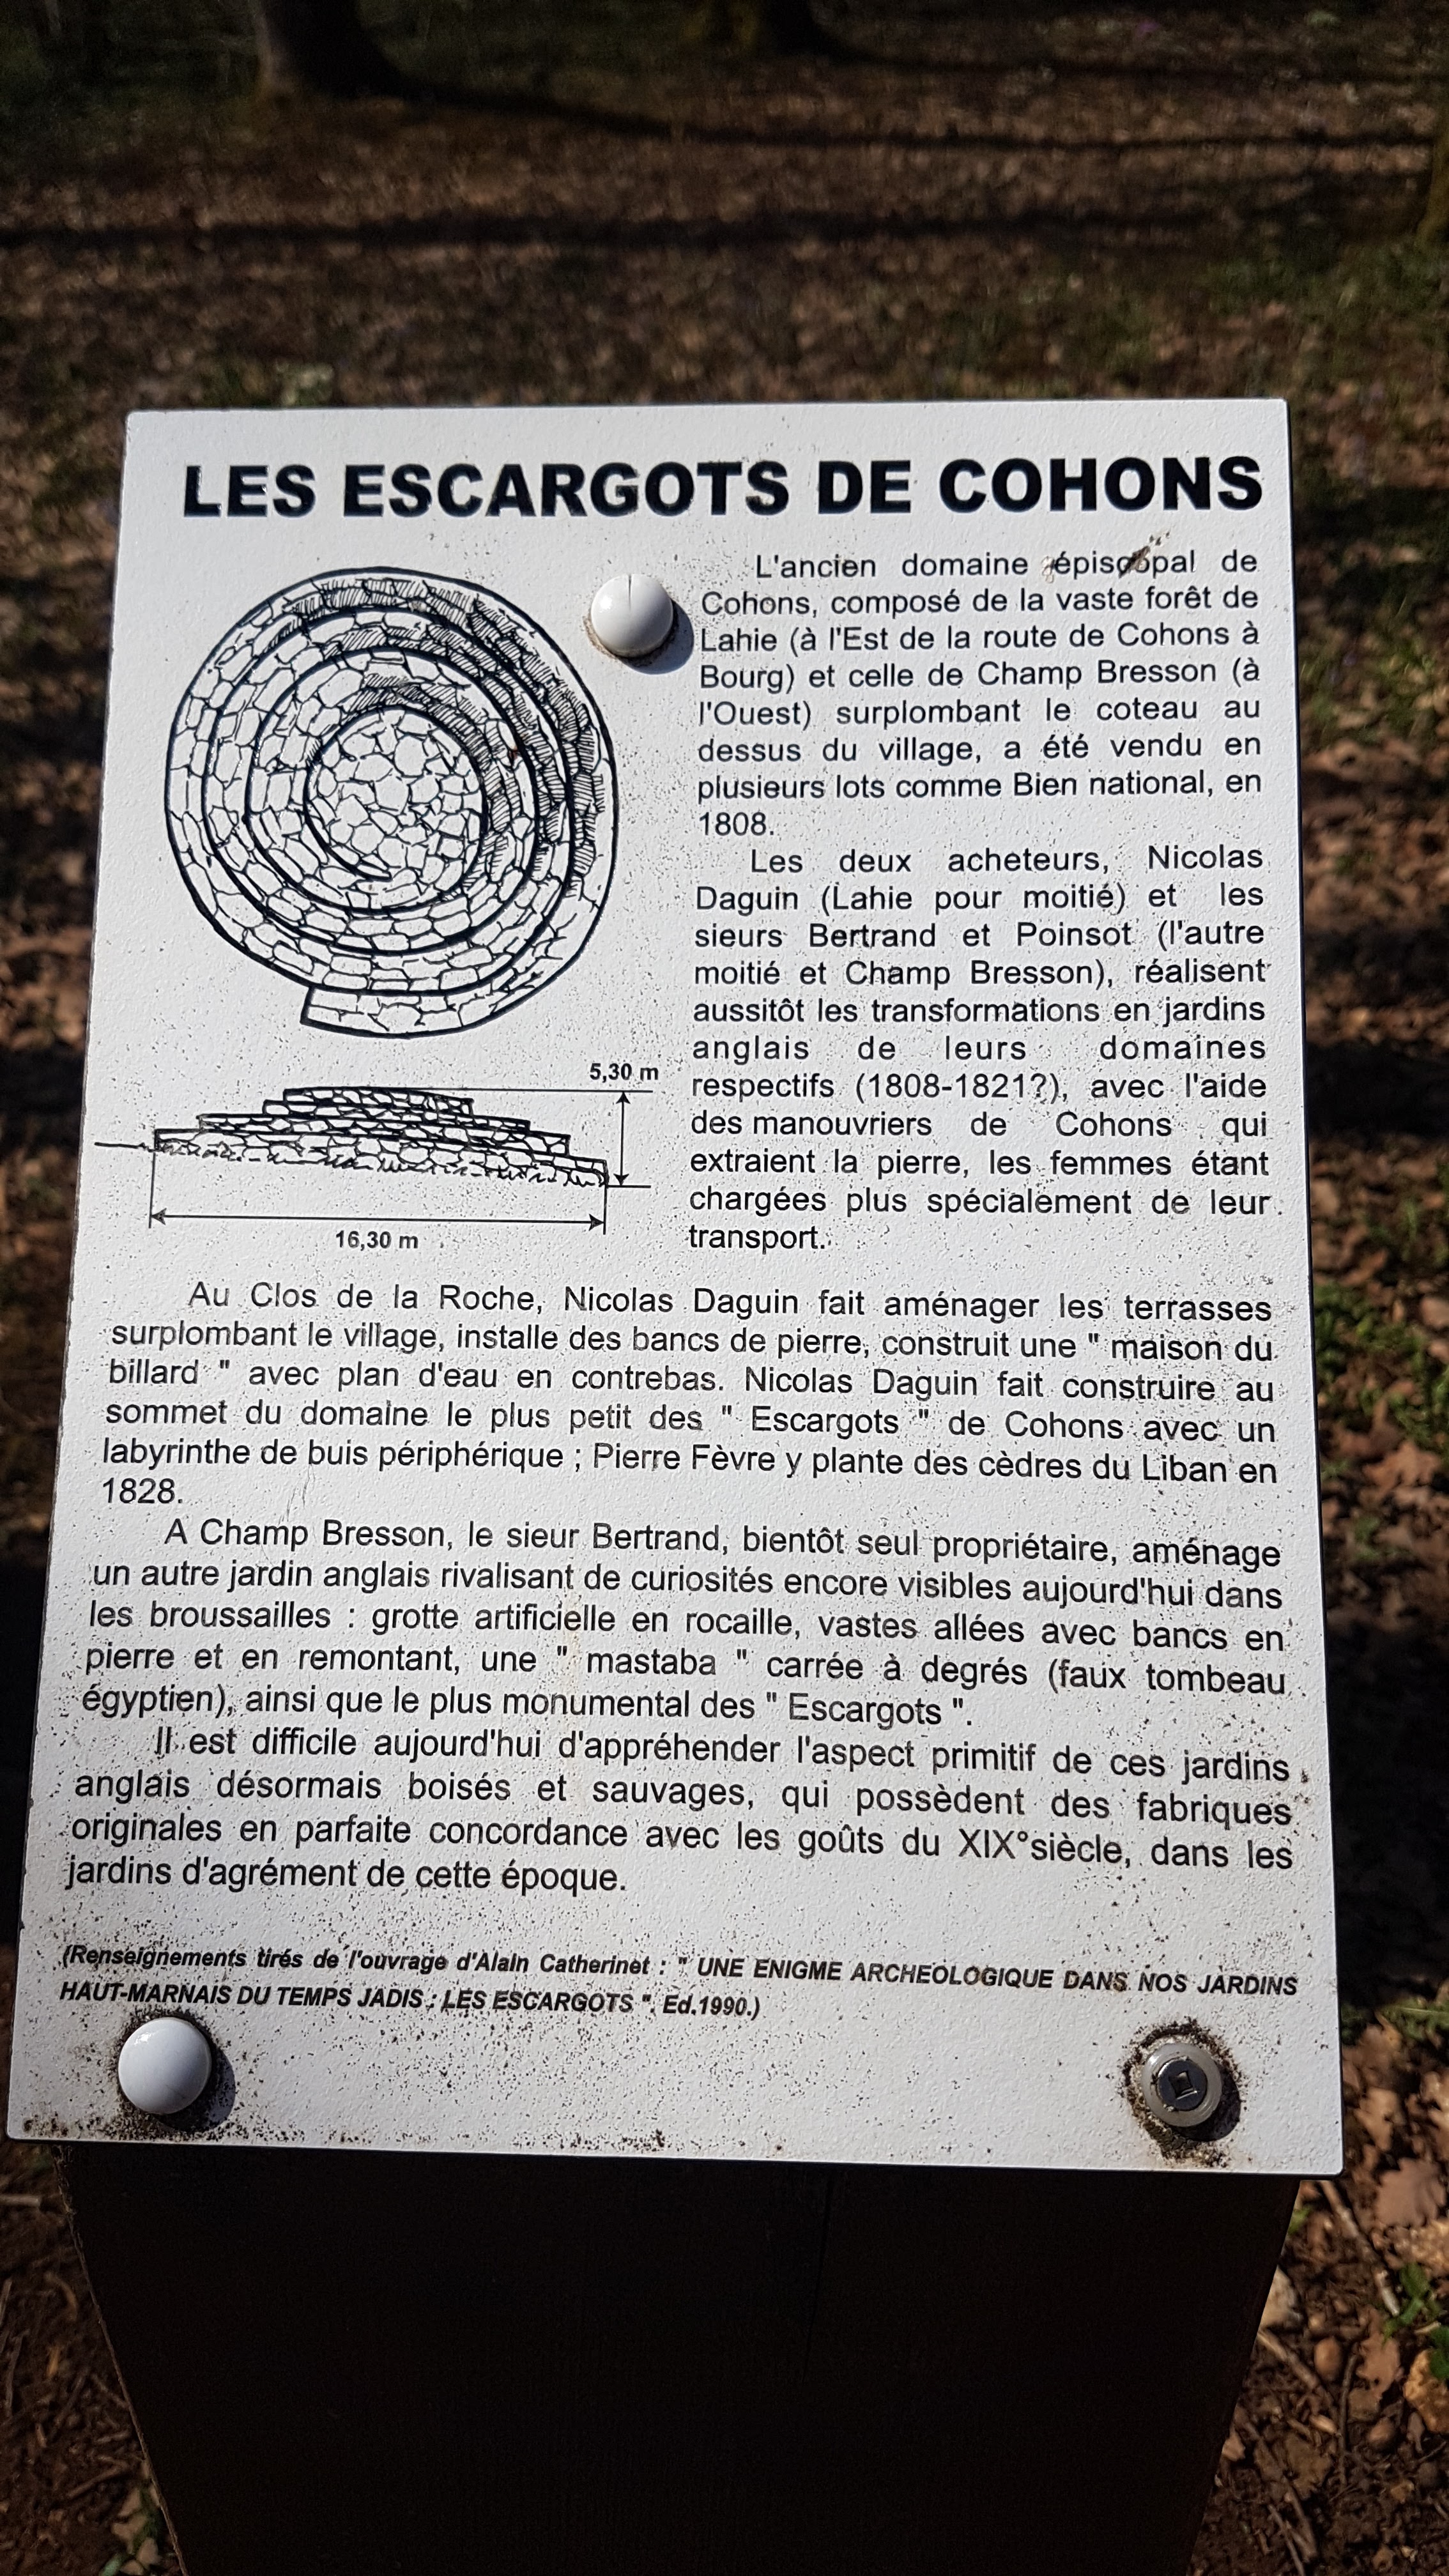 LES ESCARGOTS DE COHONS
L'ancien domaine épiscopal de
Cohons, composé de la vaste forêt de
Lahie (à l'Est de la route de Cohons à
Bourg) et celle de Champ Bresson (à
l'Ouest) surplombant le coteau au
dessus du village, a été vendu en
plusieurs lots comme Bien national, en
1808.
Les deux acheteurs, Nicolas
Daguin (Lahie pour moitié) et les
sieurs Bertrand et Poinsot (l'autre
moitié et Champ Bresson), réalisent
aussitôt les transformations en jardins
anglais de leurs domaines
respectifs (1808-1821?), avec l'aide
des manouvriers de Cohons qui
extraient la pierre, les femmes étant
chargées plus spécialement de leur
transport.
5,30 m
16,30 m
Au Clos de la Roche, Nicolas Daguin fait aménager les terrasses
surplombant le village, installe des bancs de pierre, construit une " maison du
billard " avec plan d'eau en contrebas. Nicolas Daguin fait construire au
sommet du domaine le plus petit des " Escargots " de Cohons avec un
labyrinthe de buis périphérique ; Pierre Fèvre y plante des cèdres du Liban en
1828.
A Champ Bresson, le sieur Bertrand, bientôt seul propriétaire, aménage
un autre jardin anglais rivalisant de curiosités encore visibles aujourd'hui dans
les broussailles : grotte artificielle en rocaille, vastes allées avec bancs en
pierre et en remontant, une " mastaba " carrée à degrés (faux tombeau
égyptien), ainsi que le plus monumental des " Escargots ".
Il est difficile aujourd'hui d'appréhender l'aspect primitif de ces jardins
anglais désormais boisés et sauvages, qui possèdent des fabriques
originales en parfaite concordance avec les goûts du XIX°siècle, dans les
jardins d'agrément de cette époque.
(Renseignements tirés de l'ouvrage d'Alain Catherinet : " UNE ENIGME ARCHEOLOGIQUE DANS NOS JARDINS
HAUT-MARNAIS DU TEMPS JADIS : LES ESCARGOTS ". Ed.1990.)